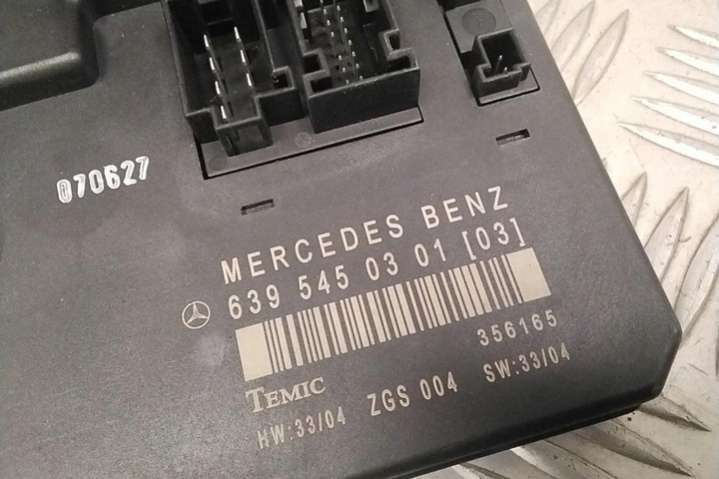 070627
MERCEDES BENZ
639 545 03 01 [03]
356165
TEMIC
HW:33/04 ZGS 004 SW:33/04